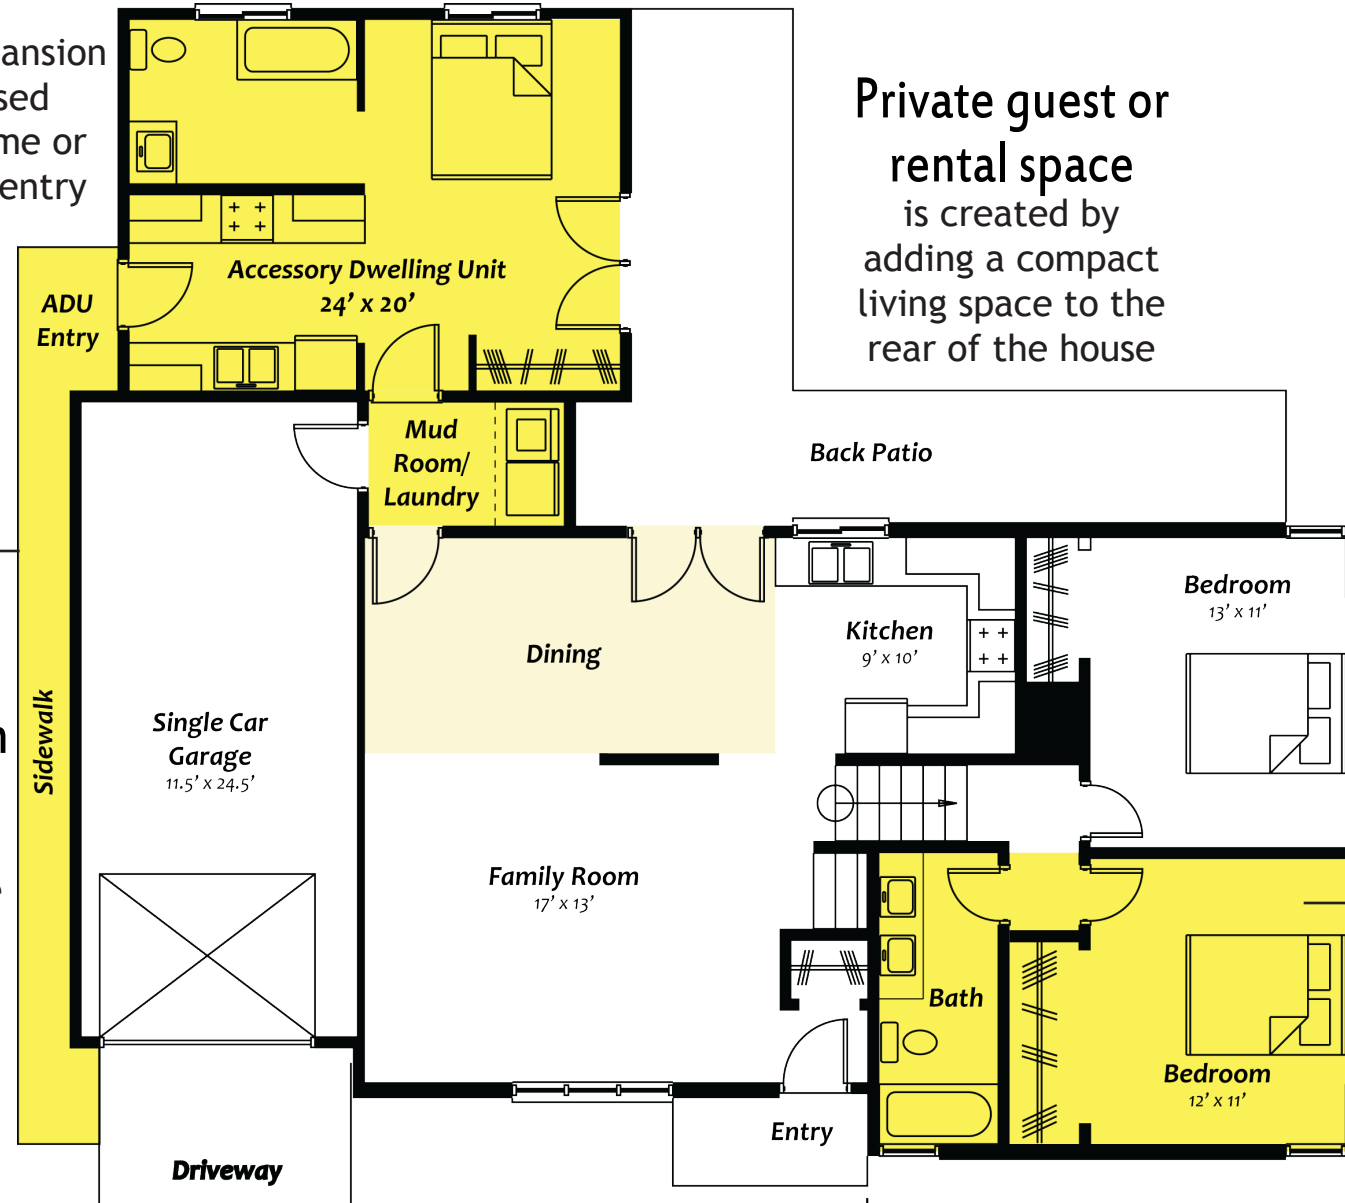 ansion
sed
me or
entry
Private guest or
rental space
is created by
adding a compact
living space to the
rear of the house
Accessory Dwelling Unit
24' x 20'
ADU
Entry
Mud
Room/
Laundry
Back Patio
Bedroom
13' x 11'
Kitchen
9' x 10'
Dining
Sidewalk
Single Car
Garage
11.5' x 24.5'
Family Room
17' x 13'
Bath
Bedroom
12' x 11'
Entry
Driveway